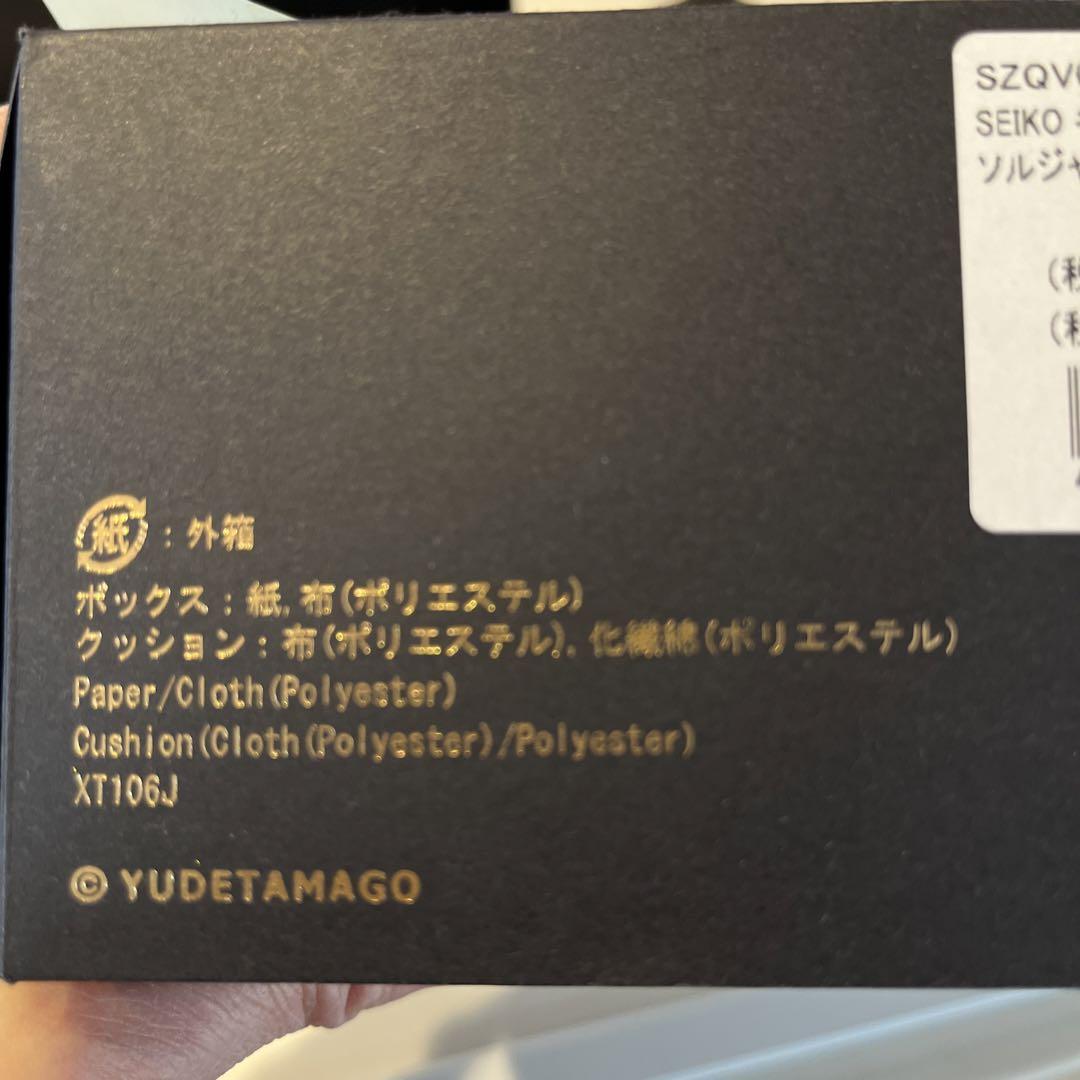 SZQV
SEIKO
ソルジャ
(税
(税
紙 : 外箱
ボックス : 紙, 布(ポリエステル)
クッション : 布(ポリエステル), 化繊綿(ポリエステル)
Paper/Cloth(Polyester)
Cushion(Cloth(Polyester)/Polyester)
XT106J
© YUDETAMAGO